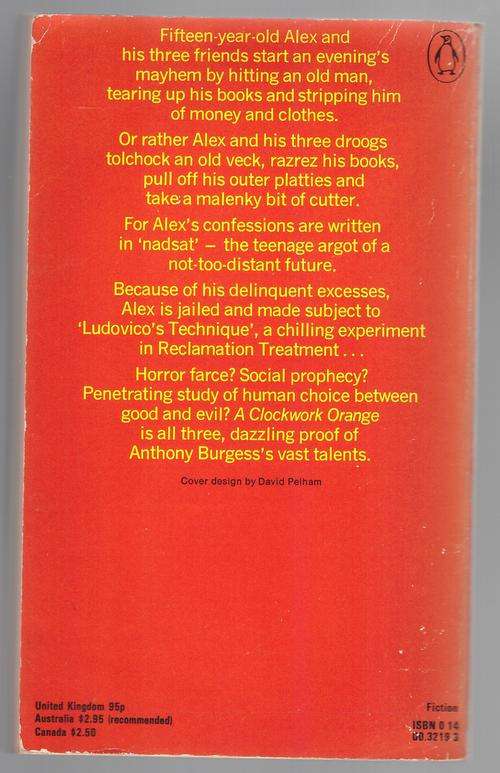 Fifteen-year-old Alex and
his three friends start an evening's
mayhem by hitting an old man,
tearing up his books and stripping him
of money and clothes.
Or rather Alex and his three droogs
tolchock an old veck, razrez his books,
pull off his outer platties and
take a malenky bit of cutter.
For Alex's confessions are written
in 'nadsat' – the teenage argot of a
not-too-distant future.
Because of his delinquent excesses,
Alex is jailed and made subject to
'Ludovico's Technique', a chilling experiment
in Reclamation Treatment . . .
Horror farce? Social prophecy?
Penetrating study of human choice between
good and evil? A Clockwork Orange
is all three, dazzling proof of
Anthony Burgess's vast talents.
Cover design by David Pelham
United Kingdom 95p
Australia $2.95 (recommended)
Canada $2.50
Fiction
ISBN 0 14
00.3219 3